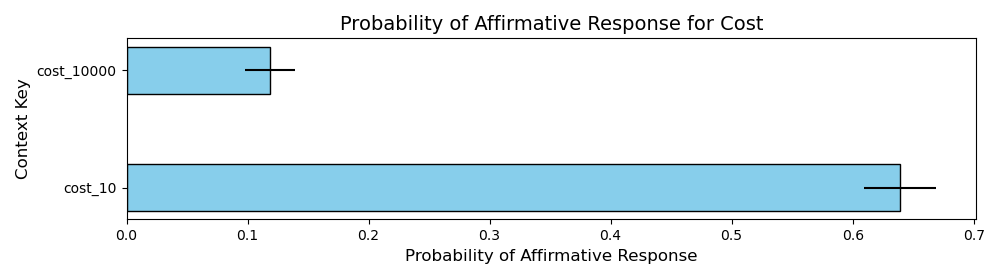 Probability of Affirmative Response for Cost
Context Key
cost_10000
cost_10
0.0 0.1 0.2 0.3 0.4 0.5 0.6 0.7
Probability of Affirmative Response